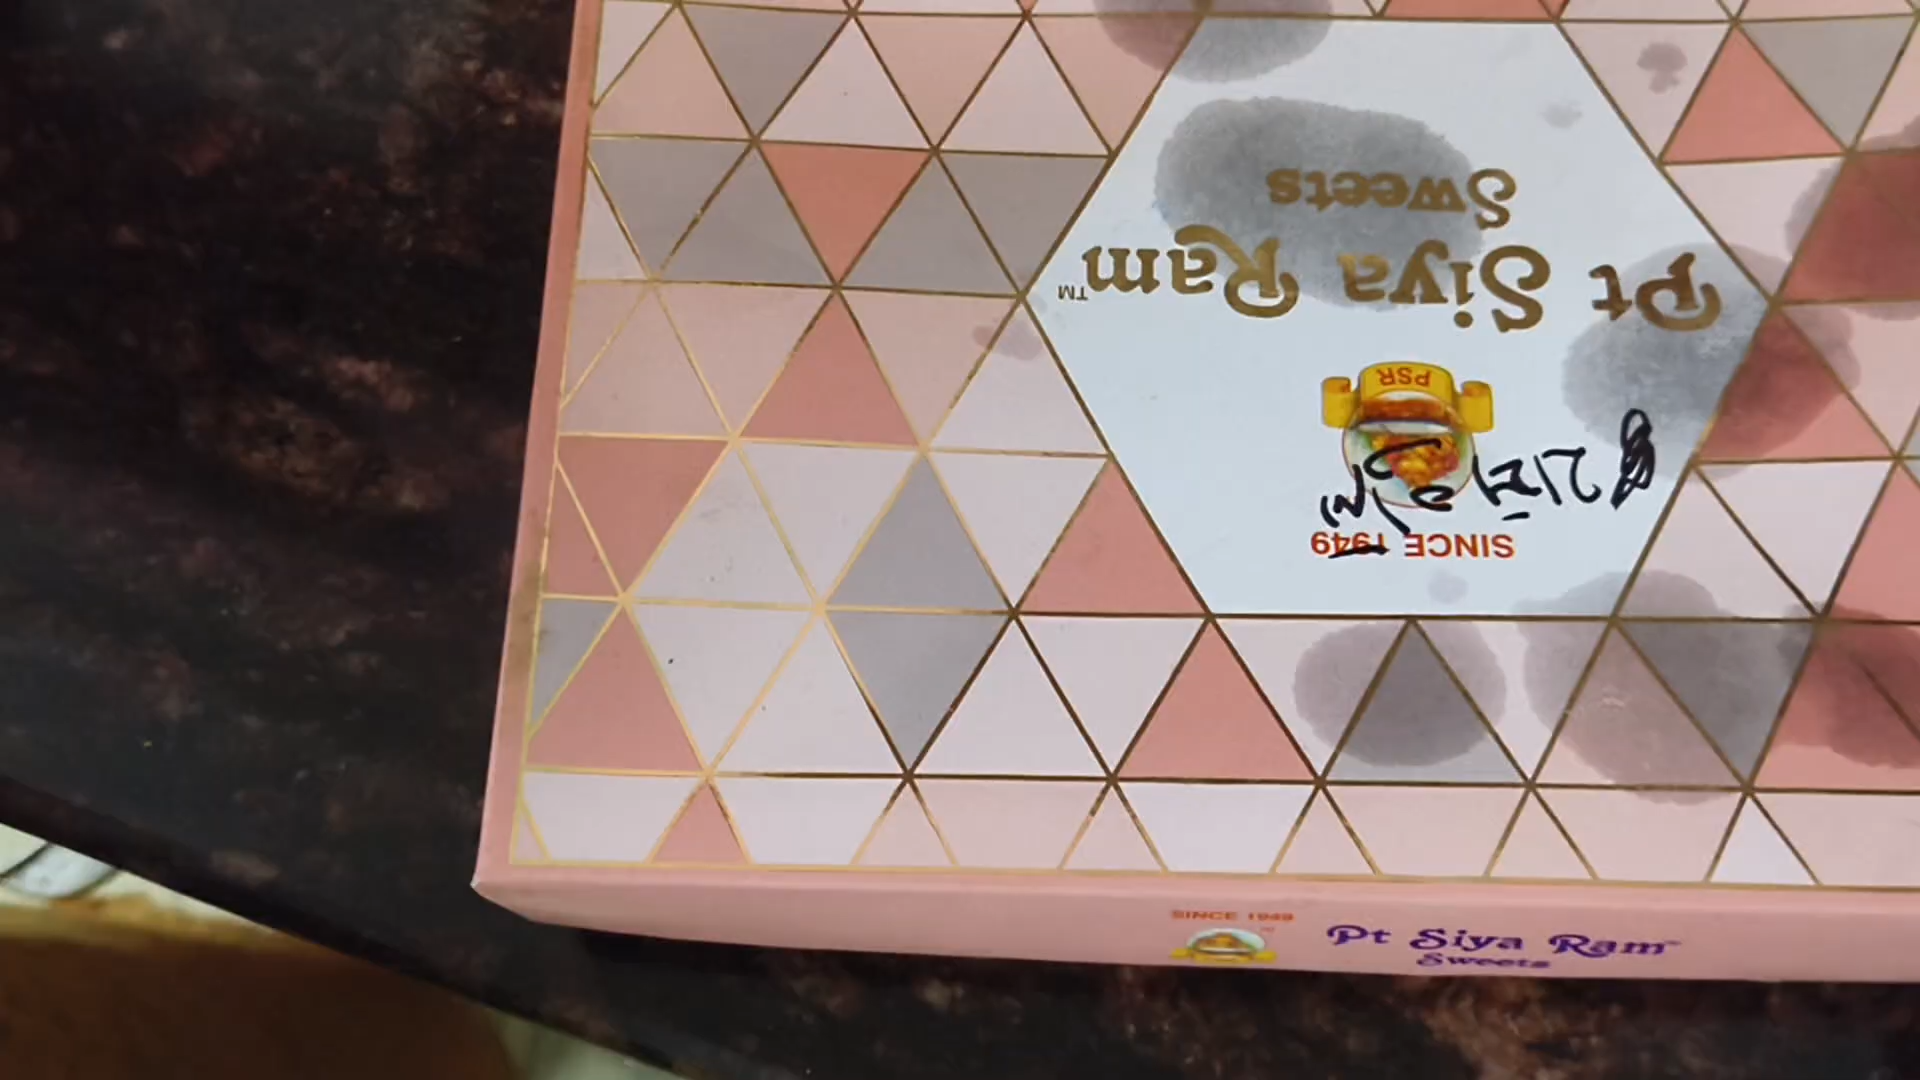 SINCE 1949
PSR
Pt Siya Ram™
Sweets
SINCE 1949
Pt Siya Ram™
Sweets